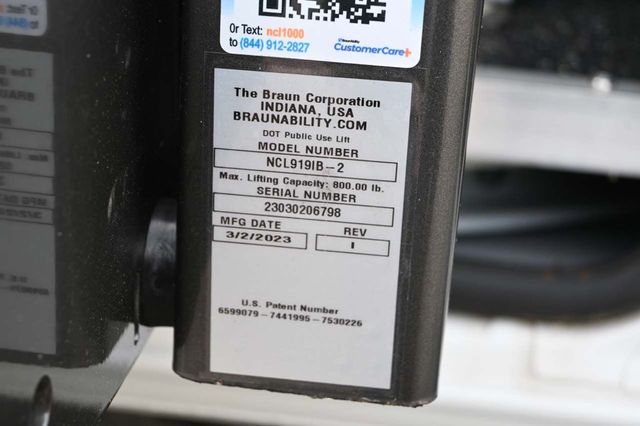 Or Text: ncl1000
to (844) 912-2827
BraunAbility
CustomerCare+
The Braun Corporation
INDIANA, USA
BRAUNABILITY.COM
DOT Public Use Lift
MODEL NUMBER
NCL919IB-2
Max. Lifting Capacity: 800.00 lb.
SERIAL NUMBER
23030206798
MFG DATE REV
3/2/2023 I
U.S. Patent Number
6599079-7441995-7530226